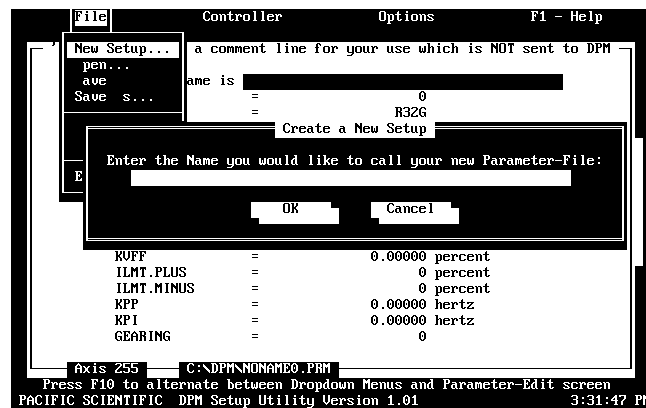 File Controller Options F1 - Help
New Setup... a comment line for your use which is NOT sent to DPM
pen...
ave ame is
Save s... = 0
= R32G
Create a New Setup
Enter the Name you would like to call your new Parameter-File:
E
OK Cancel
KVFF = 0.00000 percent
ILMT.PLUS = 0 percent
ILMT.MINUS = 0 percent
KPP = 0.00000 hertz
KPI = 0.00000 hertz
GEARING = 0
Axis 255 C:\DPM\NONAME0.PRM
Press F10 to alternate between Dropdown Menus and Parameter-Edit screen
PACIFIC SCIENTIFIC DPM Setup Utility Version 1.01 3:31:47 P